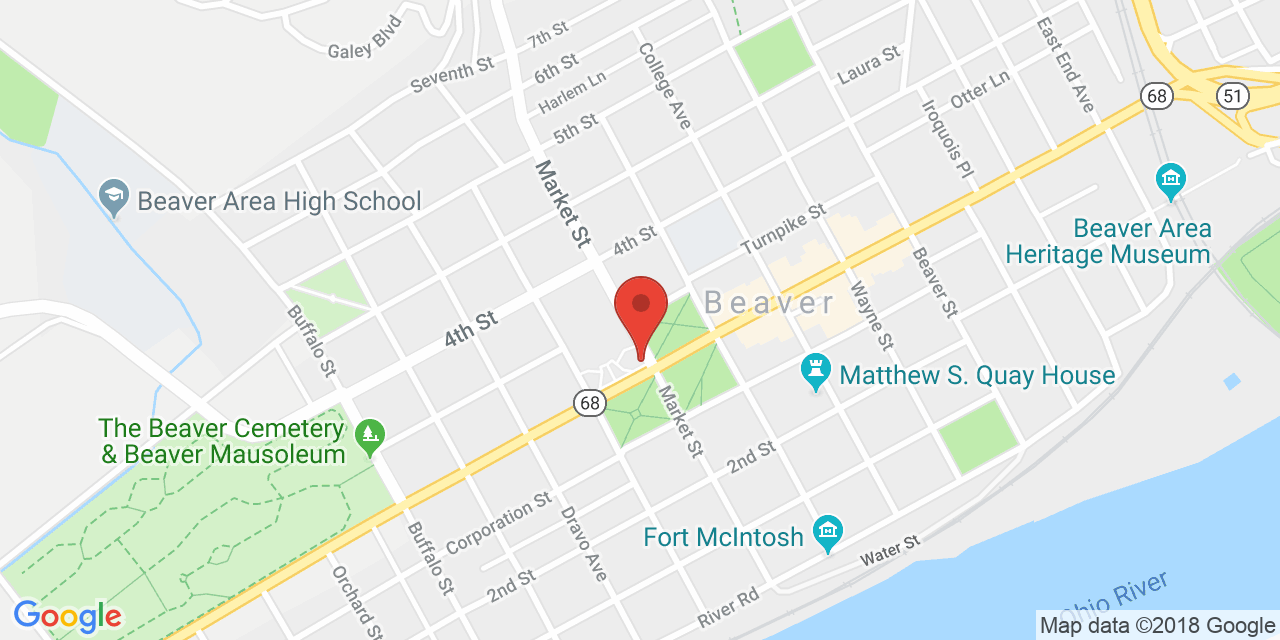 Galey Blvd
7th St
Seventh St
6th St
Harlem Ln
College Ave
Laura St
East End Ave
Otter Ln
68
51
5th St
Iroquois Pl
Market St
Beaver Area High School
Turnpike St
4th St
Beaver Area
Heritage Museum
Beaver St
Wayne St
Beaver
Buffalo St
4th St
Matthew S. Quay House
68
Market St
The Beaver Cemetery
& Beaver Mausoleum
2nd St
Corporation St
Dravo Ave
Fort McIntosh
Water St
Buffalo St
Orchard St
2nd St
River Rd
Ohio River
Google
Map data ©2018 Google